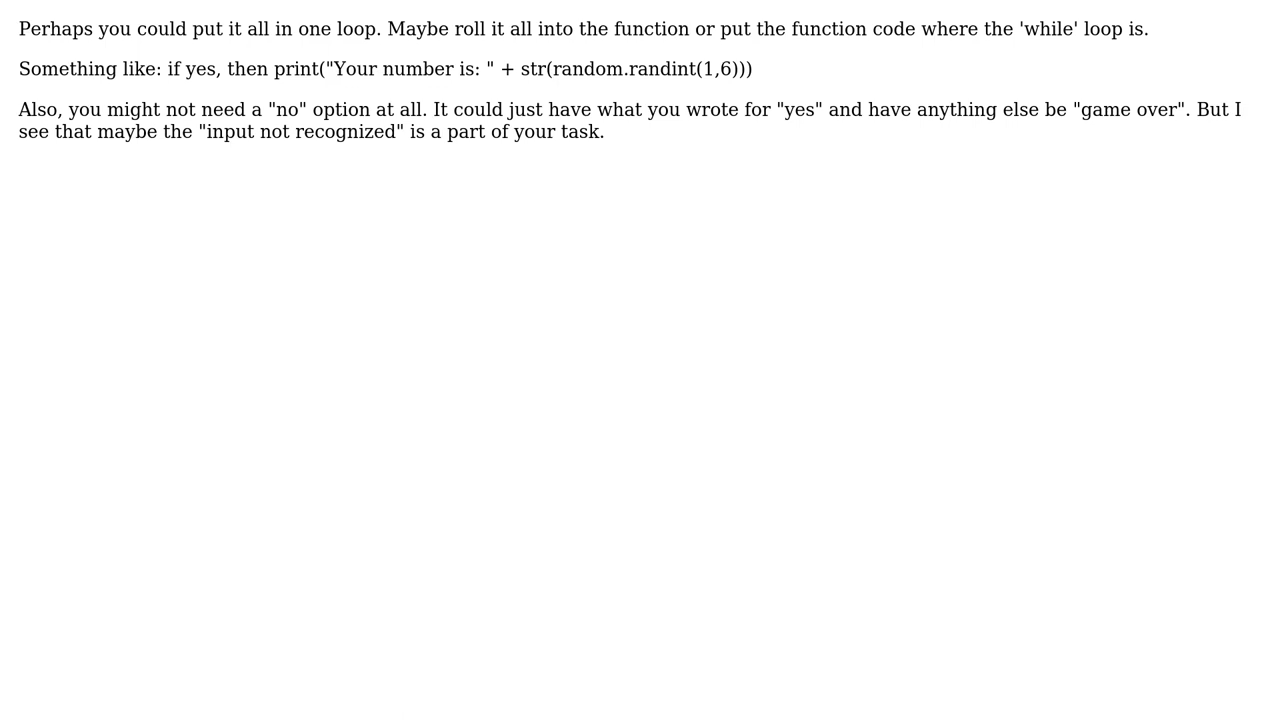 Perhaps you could put it all in one loop. Maybe roll it all into the function or put the function code where the 'while' loop is.
Something like: if yes, then print("Your number is: " + str(random.randint(1,6)))
Also, you might not need a "no" option at all. It could just have what you wrote for "yes" and have anything else be "game over". But I
see that maybe the "input not recognized" is a part of your task.